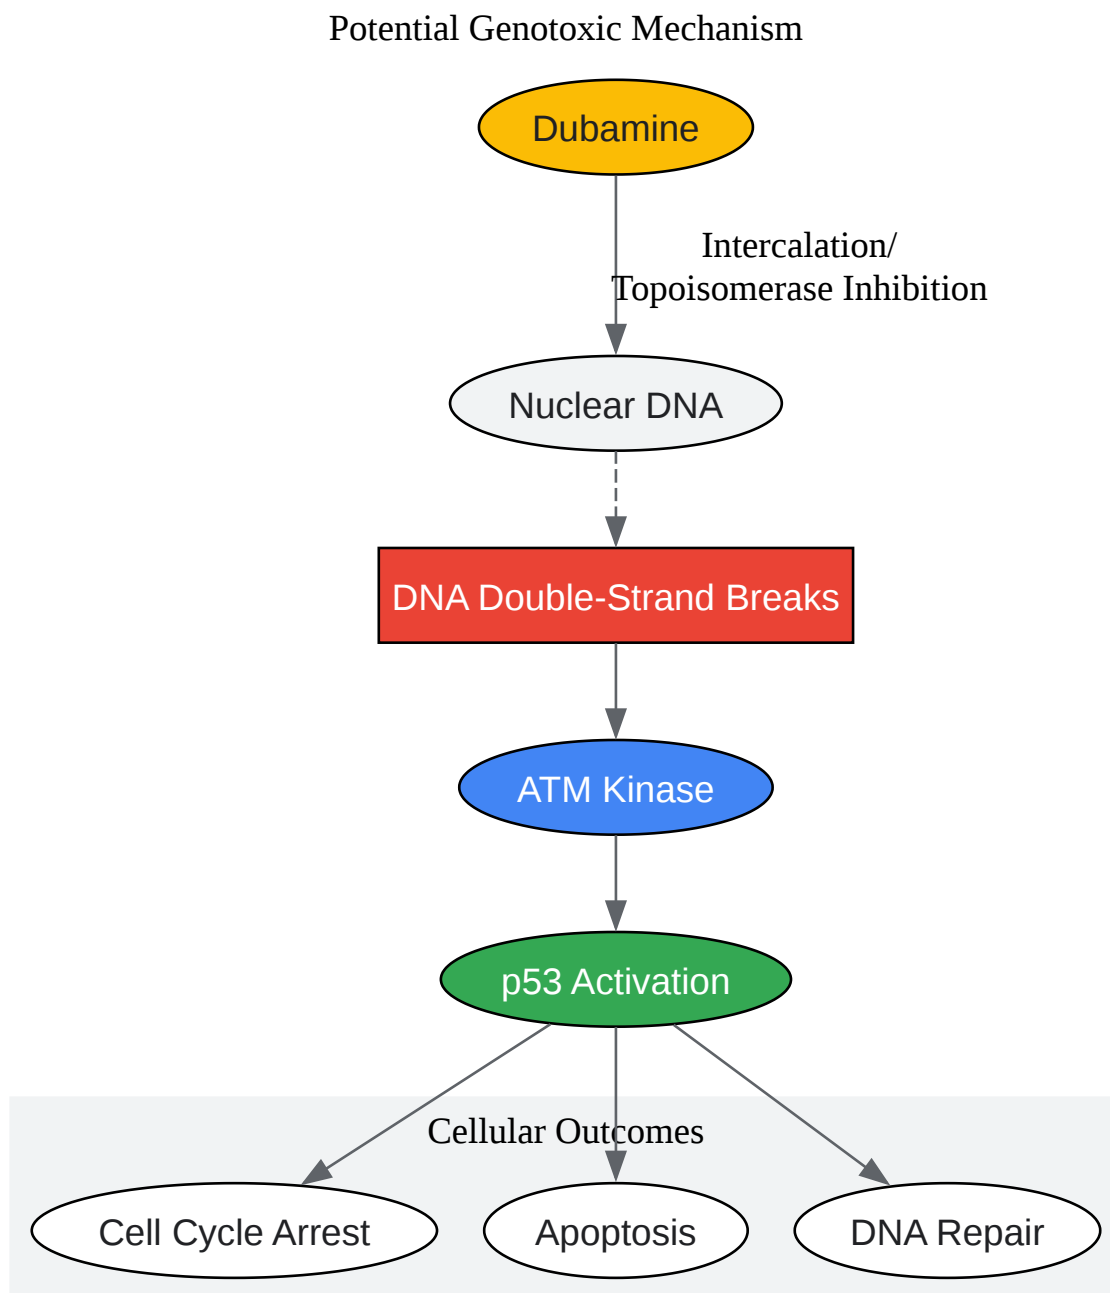 Potential Genotoxic Mechanism
Dubamine
Intercalation/
Topoisomerase Inhibition
Nuclear DNA
DNA Double-Strand Breaks
ATM Kinase
p53 Activation
Cellular Outcomes
Cell Cycle Arrest
Apoptosis
DNA Repair